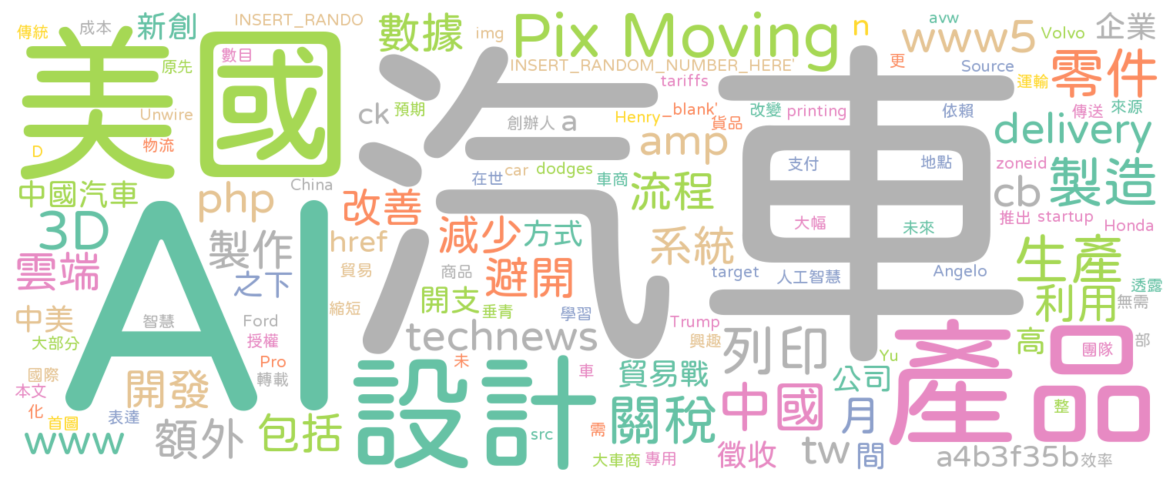 傳統 成本 新創 INSERT_RANDO 數據 img Pix Moving n avw Volvo 企業
美國 原先 數目 INSERT_RANDOM_NUMBER_HERE' www5 更 Source 運輸 零件
Unwire ck 預期 tariffs _blank' 改變 printing 依賴 傳送 來源
D 物流 創辦人 a Henry 貨品 amp delivery
汽車
中國汽車 php China 在世 car dodges 車商 流程 支付 地點 zoneid cb 製造
AI
3D 製作 改善 減少 方式 系統 大幅 未來 推出 startup Honda
雲端 之下 href 貿易 商品 避開 target 人工智慧 Angelo 生產 透露
中美 智慧 Ford 縮短 開支 垂青 學習 Trump 利用 無需
大部分 授權 technews 興趣 列印 Yu 高 團隊 部
國際 本文 開發 Pro 轉載 未 車 貿易戰 公司 產品
化 首圖 表達 設計 關稅 中國 月 整
www 額外 包括 src 需 大車商 專用 徵收 tw 間 a4b3f35b 效率